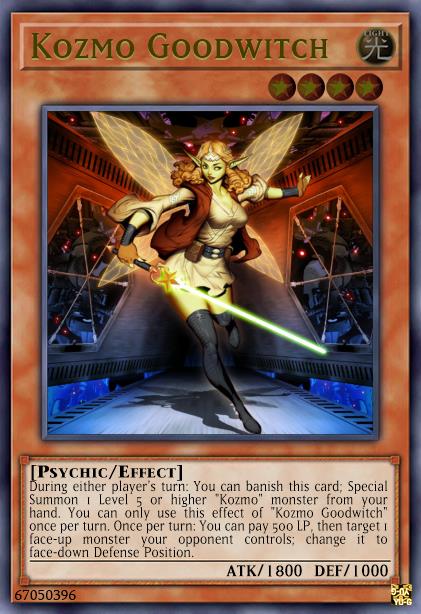 Kozmo Goodwitch
LIGHT
光
[Psychic/Effect]
During either player's turn: You can banish this card; Special
Summon 1 Level 5 or higher "Kozmo" monster from your
hand. You can only use this effect of "Kozmo Goodwitch"
once per turn. Once per turn: You can pay 500 LP, then target 1
face-up monster your opponent controls; change it to
face-down Defense Position.
ATK/1800 DEF/1000
67050396